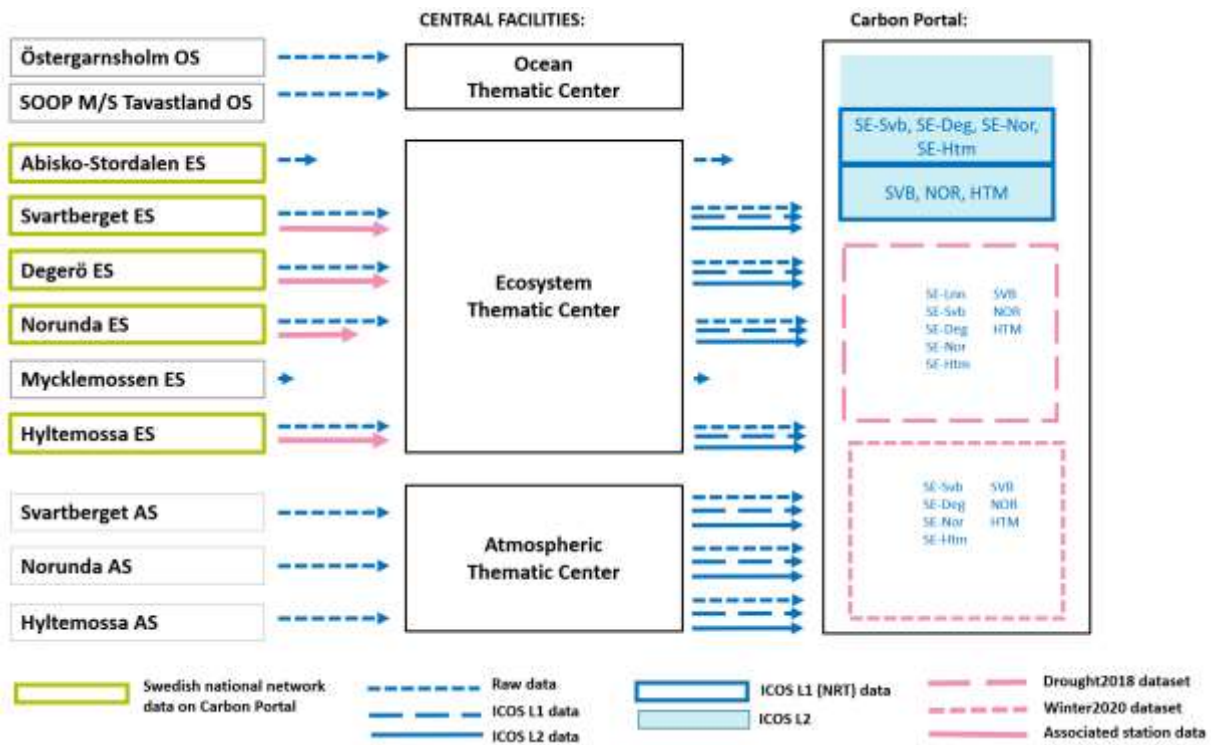 CENTRAL FACILITIES:
Carbon Portal:
Östergarnsholm OS
SOOP M/S Tavastland OS
Ocean
Thematic Center
Abisko-Stordalen ES
Svartberget ES
Degerö ES
Norunda ES
Mycklemossen ES
Hyltemossa ES
Ecosystem
Thematic Center
Svartberget AS
Norunda AS
Hyltemossa AS
Atmospheric
Thematic Center
SE-Svb, SE-Deg, SE-Nor,
SE-Htm
SVB, NOR, HTM
SE-Lnn SVB
SE-Svb NOR
SE-Deg HTM
SE-Nor
SE-Htm
SE-Svb SVB
SE-Deg NOR
SE-Nor HTM
SE-Htm
Swedish national network
data on Carbon Portal
Raw data
ICOS L1 data
ICOS L2 data
ICOS L1 (NRT) data
ICOS L2
Drought2018 dataset
Winter2020 dataset
Associated station data